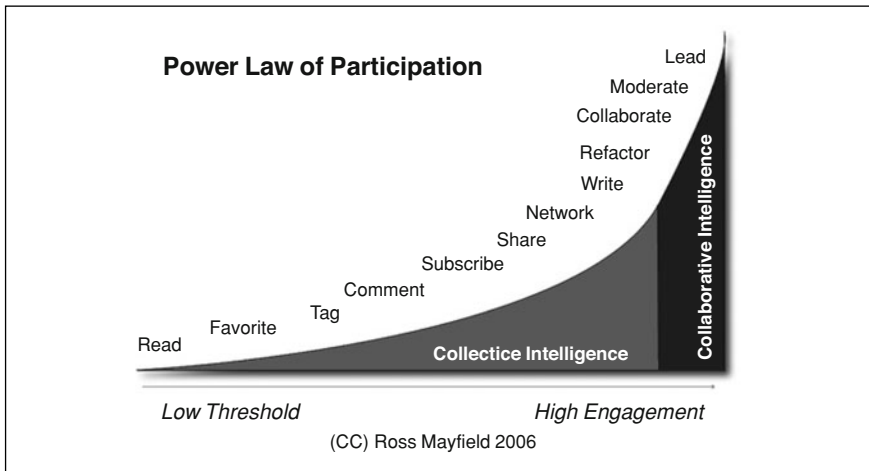 Power Law of Participation
Lead
Moderate
Collaborate
Refactor
Write
Network
Share
Subscribe
Comment
Tag
Favorite
Read
Collectice Intelligence
Collaborative Intelligence
Low Threshold
High Engagement
(CC) Ross Mayfield 2006